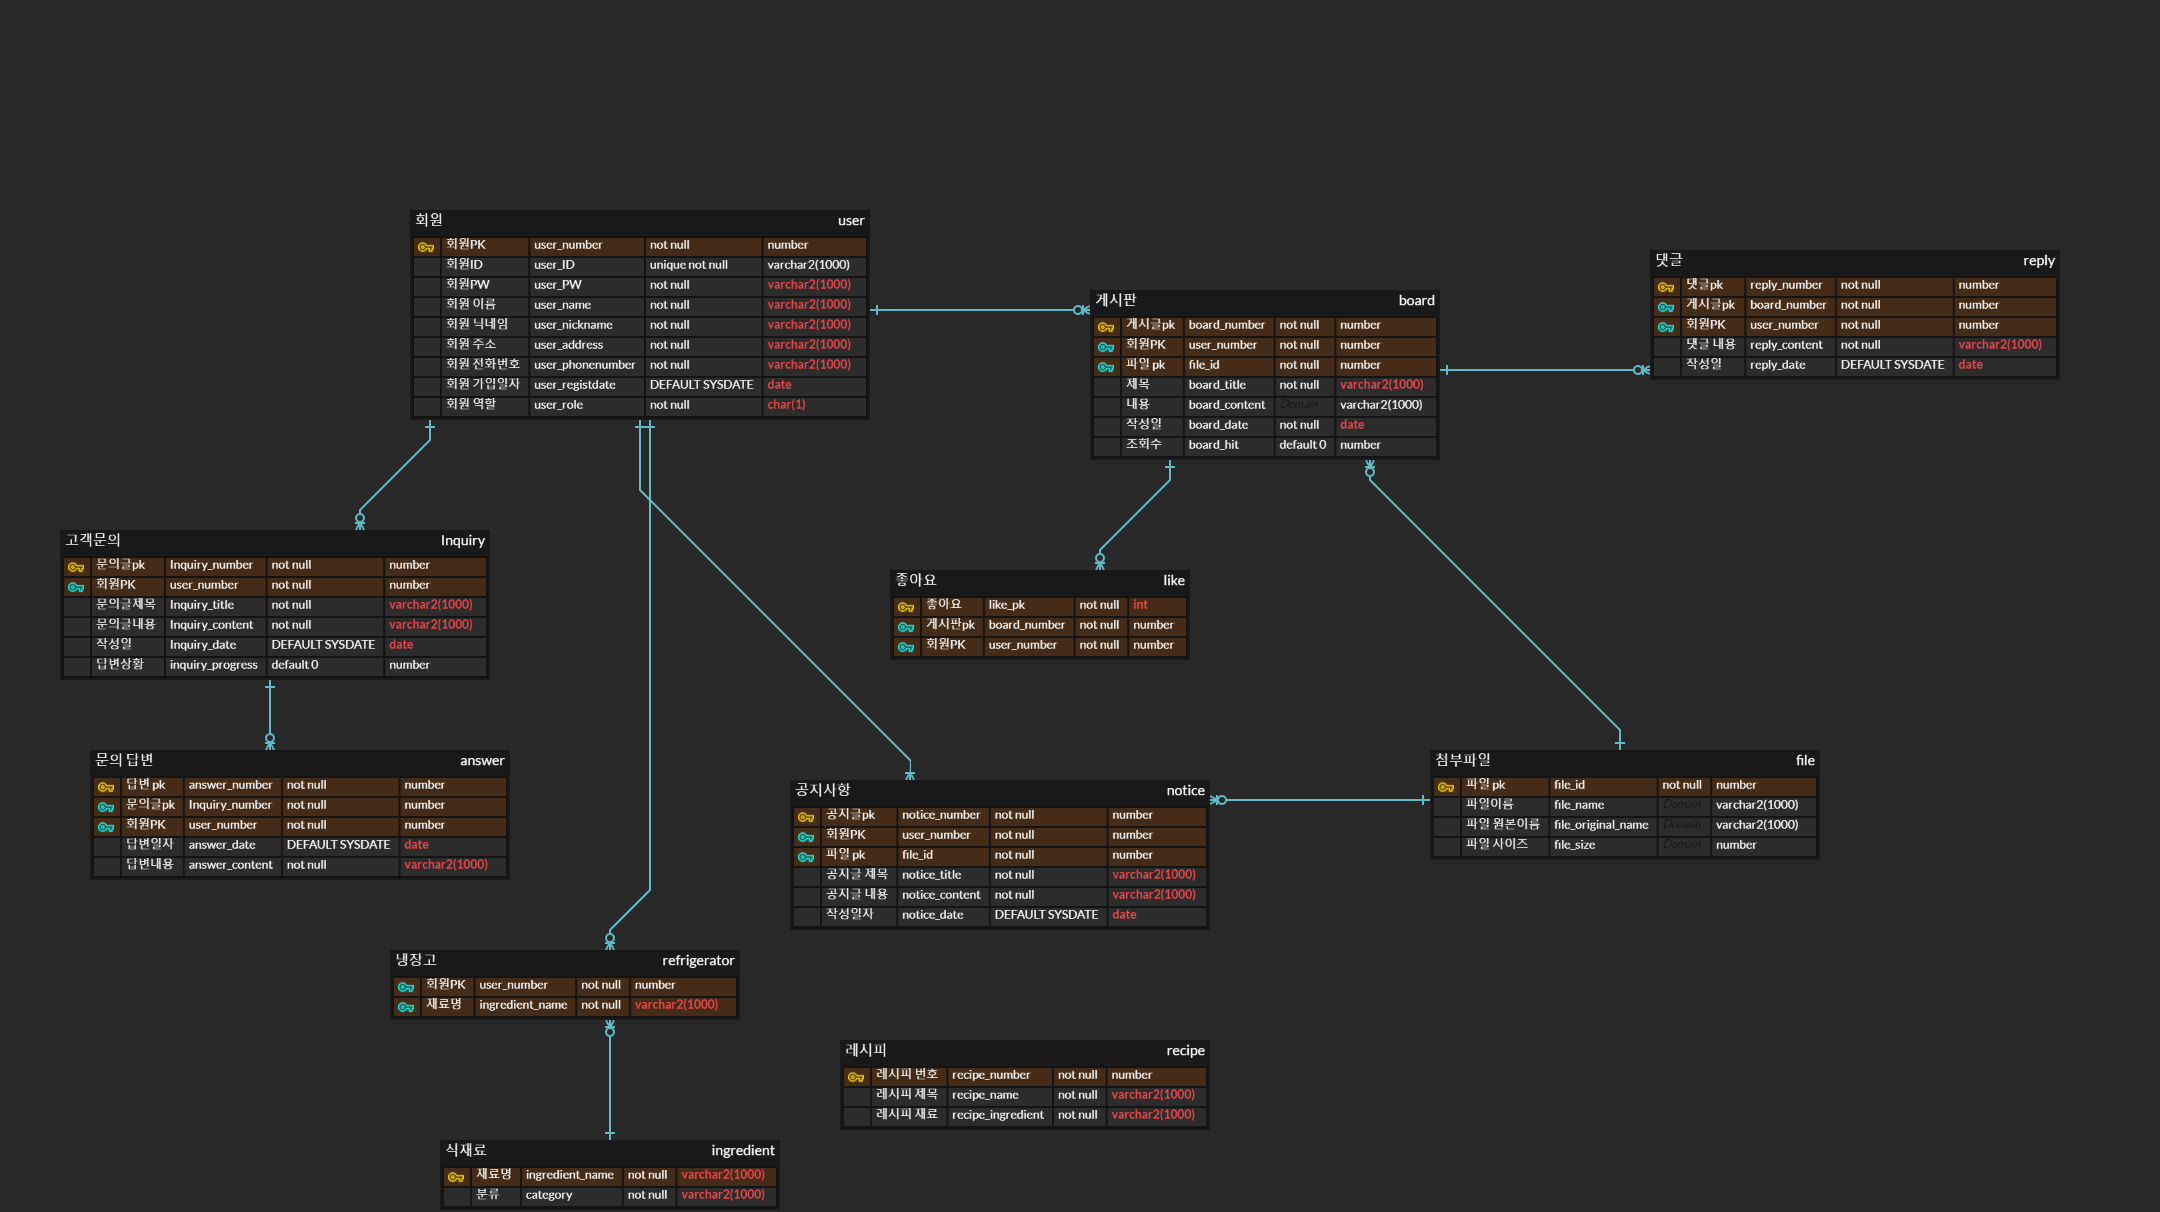 회원 user
회원PK user_number not null number
회원ID user_ID unique not null varchar2(1000)
회원PW user_PW not null varchar2(1000)
회원 이름 user_name not null varchar2(1000)
회원 닉네임 user_nickname not null varchar2(1000)
회원 주소 user_address not null varchar2(1000)
회원 전화번호 user_phonenumber not null varchar2(1000)
회원 가입일자 user_registdate DEFAULT SYSDATE date
회원 역할 user_role not null char(1)
게시판 board
게시글pk board_number not null number
회원PK user_number not null number
파일 pk file_id not null number
제목 board_title not null varchar2(1000)
내용 board_content Domain varchar2(1000)
작성일 board_date not null date
조회수 board_hit default 0 number
댓글 reply
댓글pk reply_number not null number
게시글pk board_number not null number
회원PK user_number not null number
댓글 내용 reply_content not null varchar2(1000)
작성일 reply_date DEFAULT SYSDATE date
고객문의 Inquiry
문의글pk Inquiry_number not null number
회원PK user_number not null number
문의글제목 Inquiry_title not null varchar2(1000)
문의글내용 Inquiry_content not null varchar2(1000)
작성일 Inquiry_date DEFAULT SYSDATE date
답변상황 inquiry_progress default 0 number
좋아요 like
좋아요 like_pk not null int
게시판pk board_number not null number
회원PK user_number not null number
문의 답변 answer
답변 pk answer_number not null number
문의글pk Inquiry_number not null number
회원PK user_number not null number
답변일자 answer_date DEFAULT SYSDATE date
답변내용 answer_content not null varchar2(1000)
공지사항 notice
공지글pk notice_number not null number
회원PK user_number not null number
파일 pk file_id not null number
공지글 제목 notice_title not null varchar2(1000)
공지글 내용 notice_content not null varchar2(1000)
작성일자 notice_date DEFAULT SYSDATE date
첨부파일 file
파일 pk file_id not null number
파일이름 file_name Domain varchar2(1000)
파일 원본이름 file_original_name Domain varchar2(1000)
파일 사이즈 file_size Domain number
냉장고 refrigerator
회원PK user_number not null number
재료명 ingredient_name not null varchar2(1000)
레시피 recipe
레시피 번호 recipe_number not null number
레시피 제목 recipe_name not null varchar2(1000)
레시피 재료 recipe_ingredient not null varchar2(1000)
식재료 ingredient
재료명 ingredient_name not null varchar2(1000)
분류 category not null varchar2(1000)